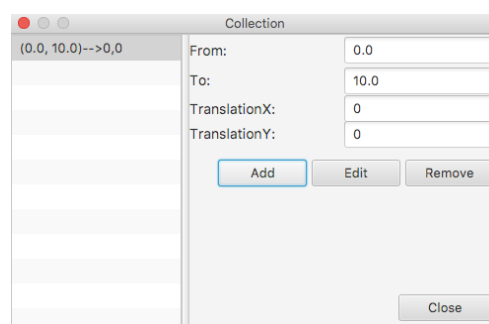 Collection
(0.0, 10.0)-->0,0
From: 0.0
To: 10.0
TranslationX: 0
TranslationY: 0
Add Edit Remove
Close